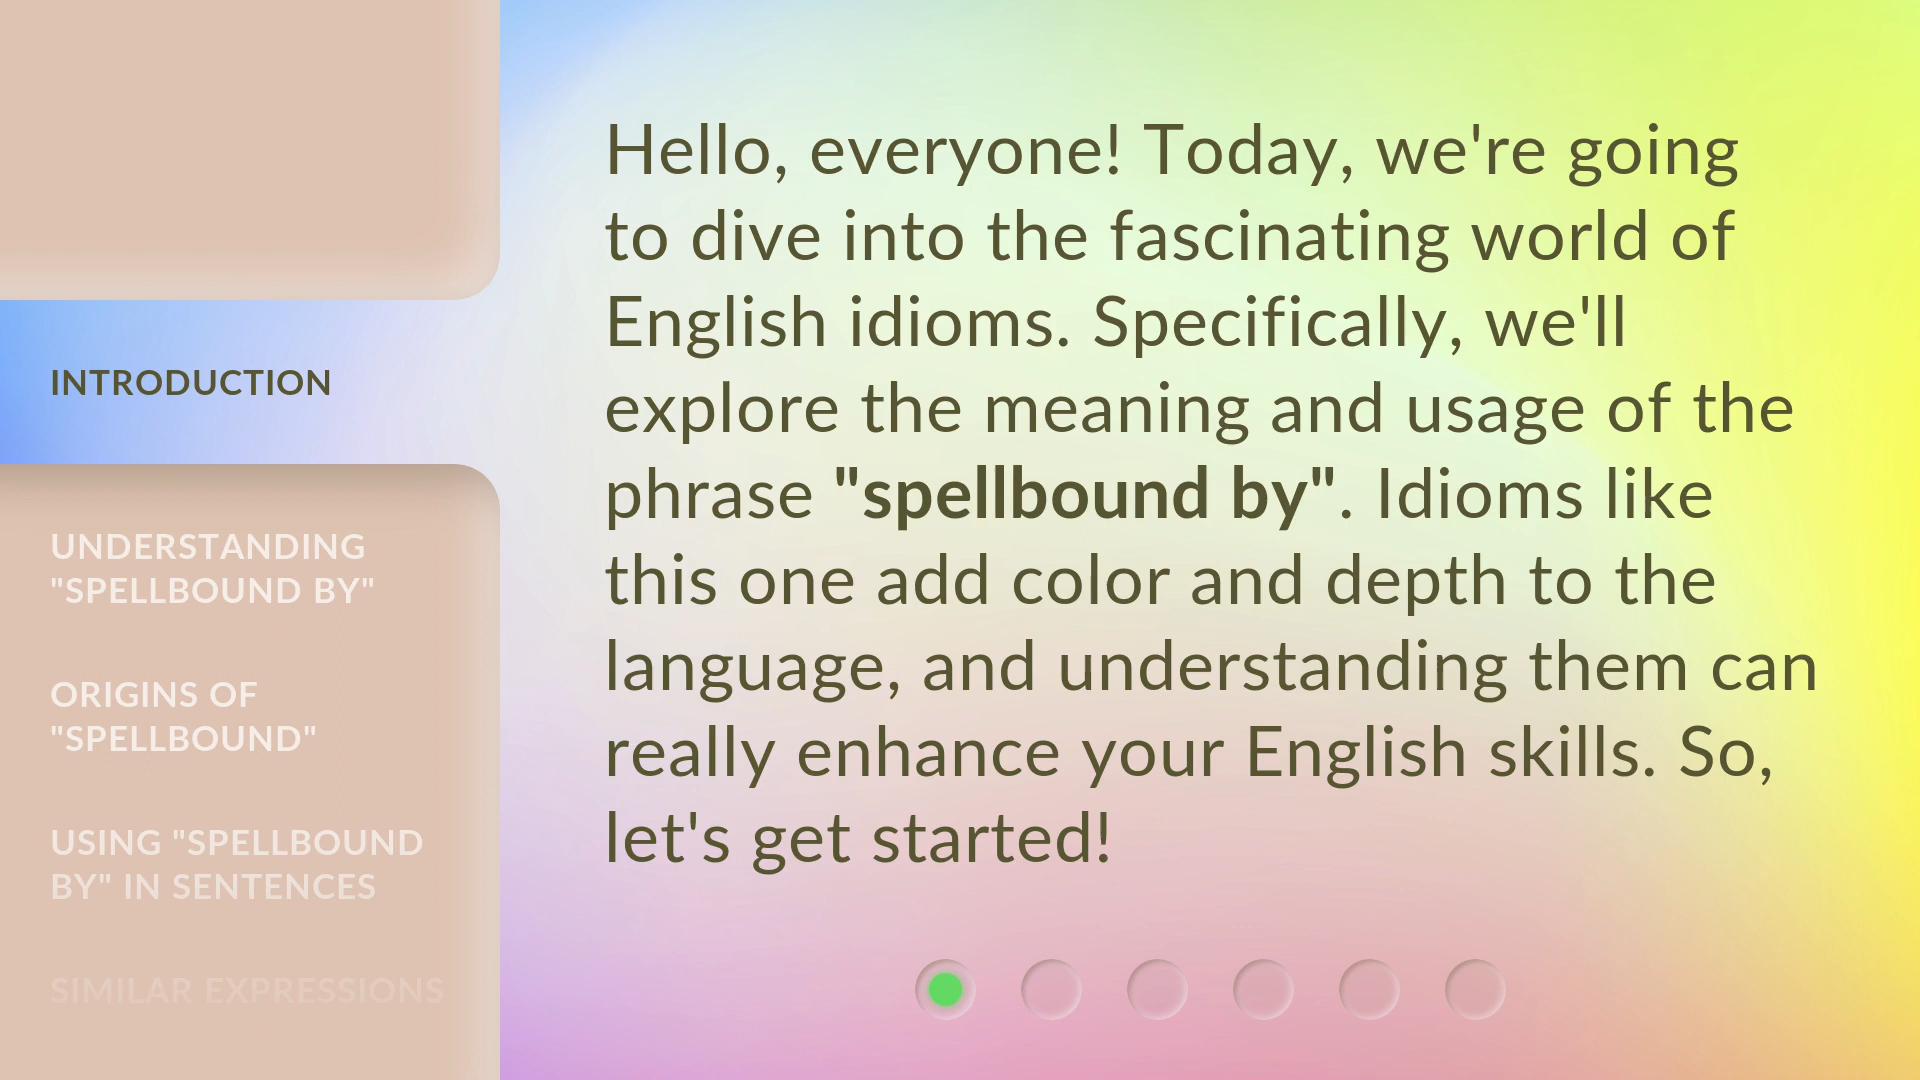 INTRODUCTION
UNDERSTANDING
"SPELLBOUND BY"
ORIGINS OF
"SPELLBOUND"
USING "SPELLBOUND
BY" IN SENTENCES
SIMILAR EXPRESSIONS
Hello, everyone! Today, we're going
to dive into the fascinating world of
English idioms. Specifically, we'll
explore the meaning and usage of the
phrase "spellbound by". Idioms like
this one add color and depth to the
language, and understanding them can
really enhance your English skills. So,
let's get started!